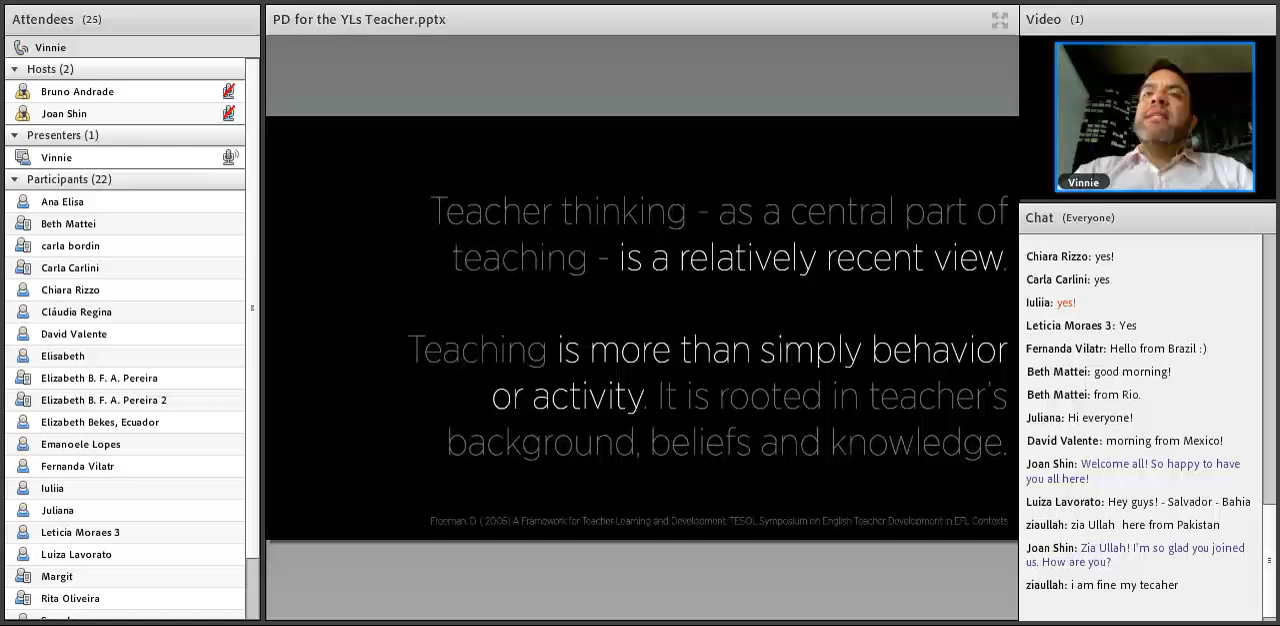 Attendees (25)
Vinnie
Hosts (2)
Bruno Andrade
Joan Shin
Presenters (1)
Vinnie
Participants (22)
Ana Elisa
Beth Mattei
carla bordin
Carla Carlini
Chiara Rizzo
Cláudia Regina
David Valente
Elisabeth
Elizabeth B. F. A. Pereira
Elizabeth B. F. A. Pereira 2
Elizabeth Bekes, Ecuador
Emanoele Lopes
Fernanda Vilatr
Iuliia
Juliana
Leticia Moraes 3
Luiza Lavorato
Margit
Rita Oliveira
PD for the YLs Teacher.pptx
Teacher thinking - as a central part of
teaching - is a relatively recent view.
Teaching is more than simply behavior
or activity. It is rooted in teacher's
background, beliefs and knowledge.
Freeman, D. (2006) A Framework for Teacher Learning and Development. TESOL Symposium on English Teacher Development in EFL Contexts
Video (1)
Vinnie
Chat (Everyone)
Chiara Rizzo: yes!
Carla Carlini: yes
Iuliia: yes!
Leticia Moraes 3: Yes
Fernanda Vilatr: Hello from Brazil :)
Beth Mattei: good morning!
Beth Mattei: from Rio.
Juliana: Hi everyone!
David Valente: morning from Mexico!
Joan Shin: Welcome all! So happy to have
you all here!
Luiza Lavorato: Hey guys! - Salvador - Bahia
ziaullah: zia Ullah here from Pakistan
Joan Shin: Zia Ullah! I'm so glad you joined
us. How are you?
ziaullah: i am fine my tecaher